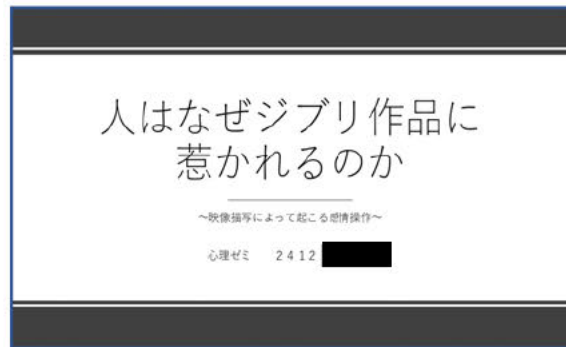 人はなぜジブリ作品に
惹かれるのか
～映像描写によって起こる感情操作～
心理ゼミ　２４１２